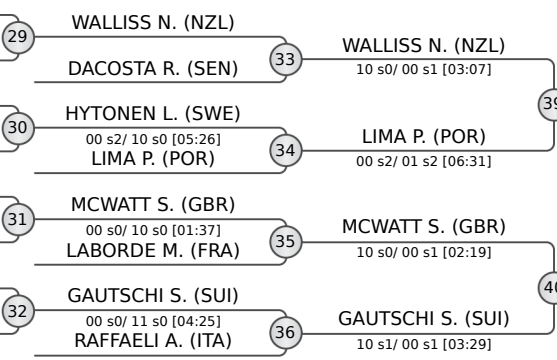 29
WALLISS N. (NZL)
DACOSTA R. (SEN)
33
WALLISS N. (NZL)
10 s0/ 00 s1 [03:07]
39
30
HYTONEN L. (SWE)
00 s2/ 10 s0 [05:26]
LIMA P. (POR)
34
LIMA P. (POR)
00 s2/ 01 s2 [06:31]
31
MCWATT S. (GBR)
00 s0/ 10 s0 [01:37]
LABORDE M. (FRA)
35
MCWATT S. (GBR)
10 s0/ 00 s1 [02:19]
40
32
GAUTSCHI S. (SUI)
00 s0/ 11 s0 [04:25]
RAFFAELI A. (ITA)
36
GAUTSCHI S. (SUI)
10 s1/ 00 s1 [03:29]